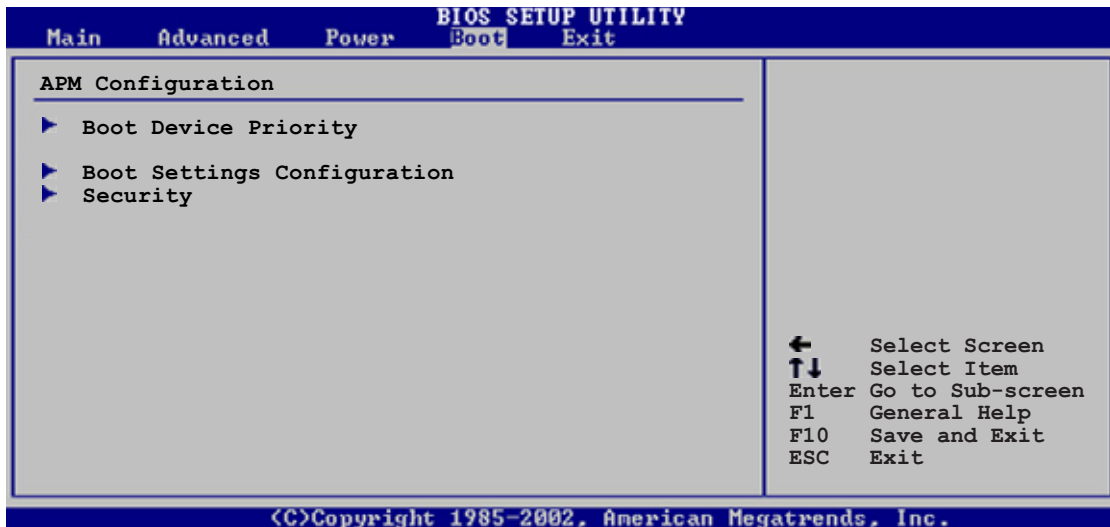 BIOS SETUP UTILITY
Main Advanced Power Boot Exit
APM Configuration
Boot Device Priority
Boot Settings Configuration
Security
← Select Screen
↑↓ Select Item
Enter Go to Sub-screen
F1 General Help
F10 Save and Exit
ESC Exit
(C)Copyright 1985-2002, American Megatrends, Inc.